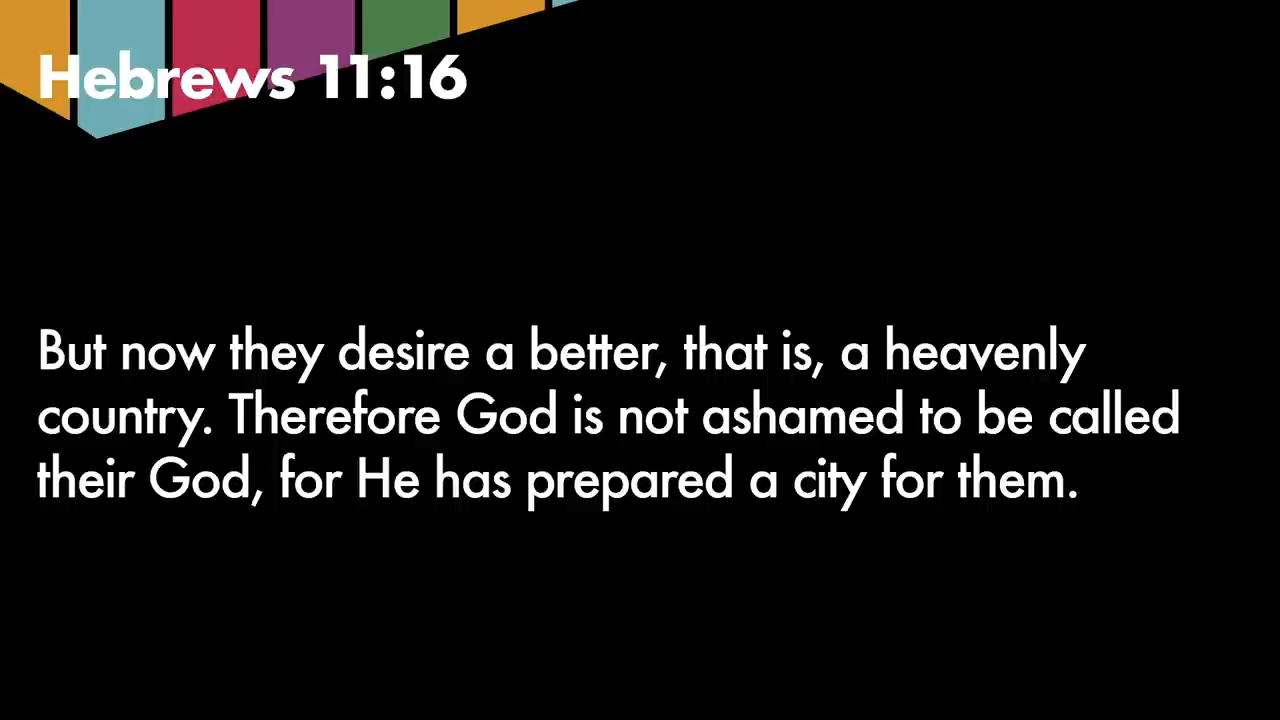 Hebrews 11:16
But now they desire a better, that is, a heavenly
country. Therefore God is not ashamed to be called
their God, for He has prepared a city for them.